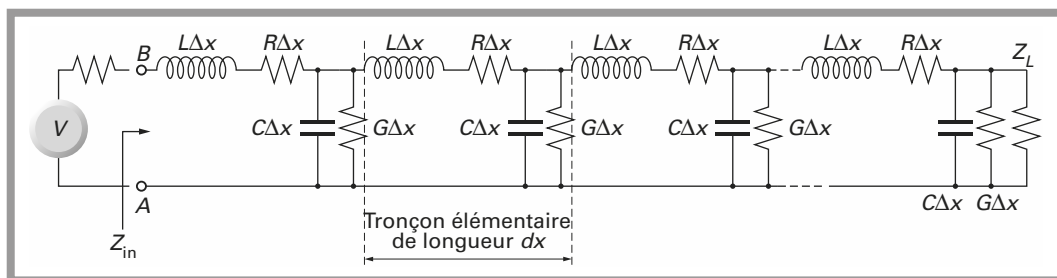 B LΔx RΔx LΔx RΔx LΔx RΔx LΔx RΔx Z_L
V CΔx GΔx CΔx GΔx CΔx GΔx
A CΔx GΔx
Z_in
Tronçon élémentaire
de longueur dx